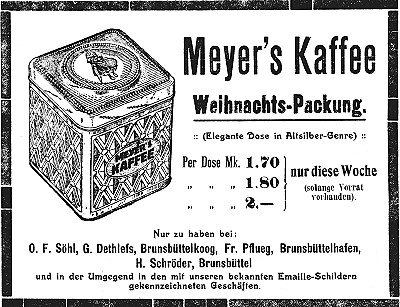 Meyer's Kaffee
Weihnachts-Packung.
:: (Elegante Dose in Altsilber-Genre) ::
Per Dose Mk. 1.70
„ „ „ 1.80
„ „ „ 2.—
nur diese Woche
(solange Vorrat
vorhanden).
MEYER'S
KAFFEE
Nur zu haben bei:
O. F. Söhl, G. Dethlefs, Brunsbüttelkoog, Fr. Pflueg, Brunsbüttelhafen,
H. Schröder, Brunsbüttel
und in der Umgegend in den mit unseren bekannten Emaille-Schildern
gekennzeichneten Geschäften.